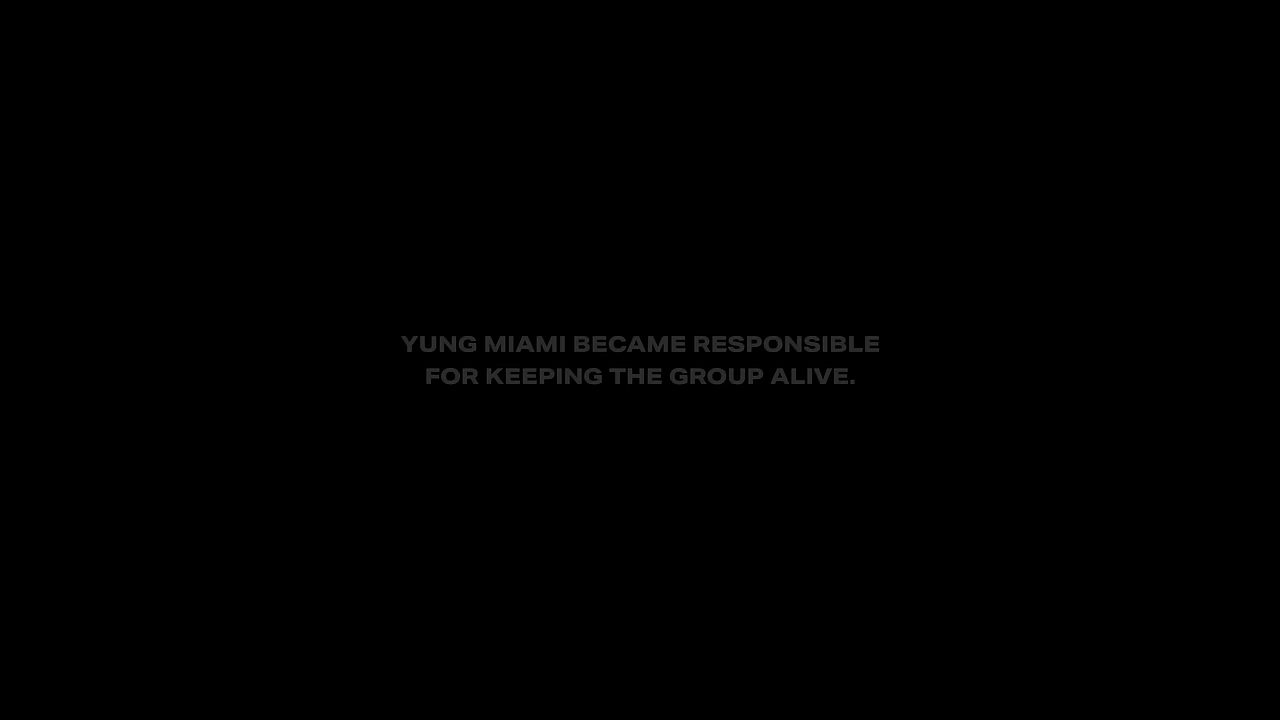 YUNG MIAMI BECAME RESPONSIBLE
FOR KEEPING THE GROUP ALIVE.